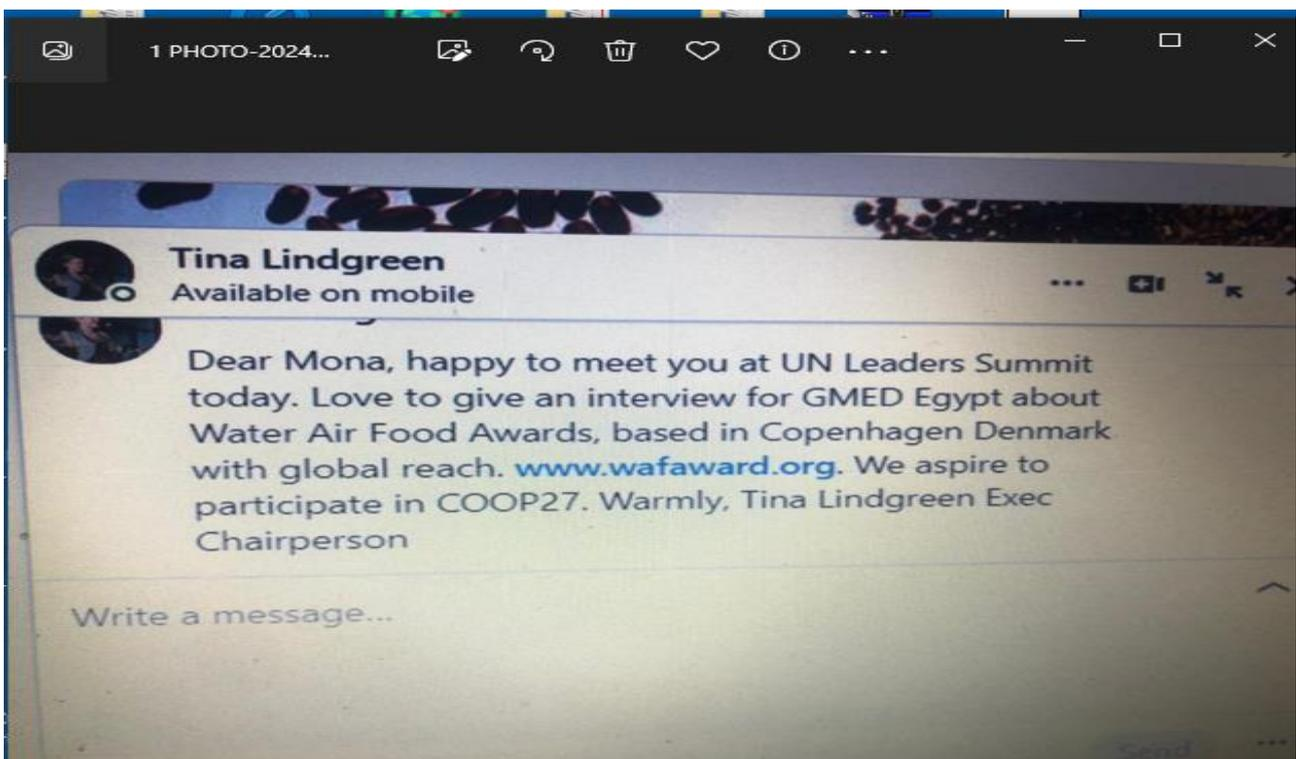 1 PHOTO-2024...
Tina Lindgreen
Available on mobile
Dear Mona, happy to meet you at UN Leaders Summit
today. Love to give an interview for GMED Egypt about
Water Air Food Awards, based in Copenhagen Denmark
with global reach. www.wafaward.org. We aspire to
participate in COOP27. Warmly, Tina Lindgreen Exec
Chairperson
Write a message...
Send